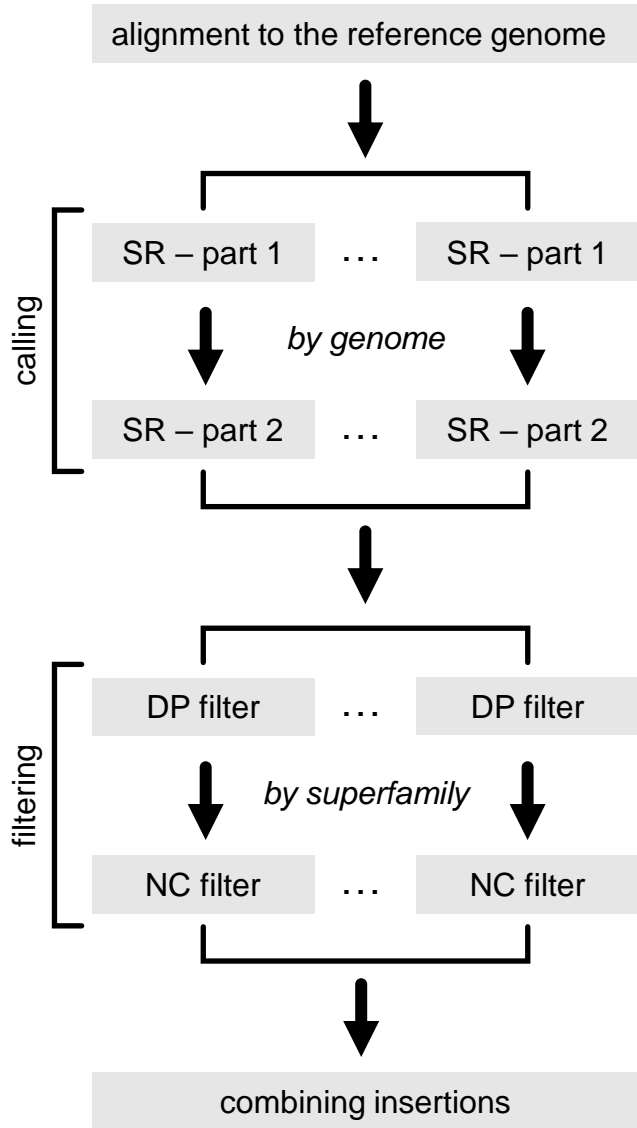 alignment to the reference genome
SR – part 1 ... SR – part 1
calling
by genome
SR – part 2 ... SR – part 2
DP filter ... DP filter
filtering
by superfamily
NC filter ... NC filter
combining insertions